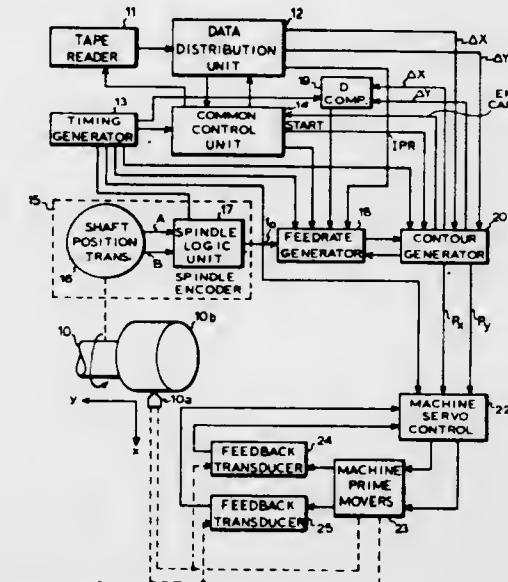 11
TAPE
READER
12
DATA
DISTRIBUTION
UNIT
ΔX
ΔY
19
D
COMP.
ΔX
ΔY
13
TIMING
GENERATOR
14
COMMON
CONTROL
UNIT
START
IPR
15
SHAFT
POSITION
TRANS.
16
A
B
17
SPINDLE
LOGIC
UNIT
SPINDLE
ENCODER
18
FEEDRATE
GENERATOR
20
CONTOUR
GENERATOR
Rx
Ry
10
10b
10a
y
x
MACHINE
SERVO
CONTROL
22
24
FEEDBACK
TRANSDUCER
FEEDBACK
TRANSDUCER
25
MACHINE
PRIME
MOVERS
23